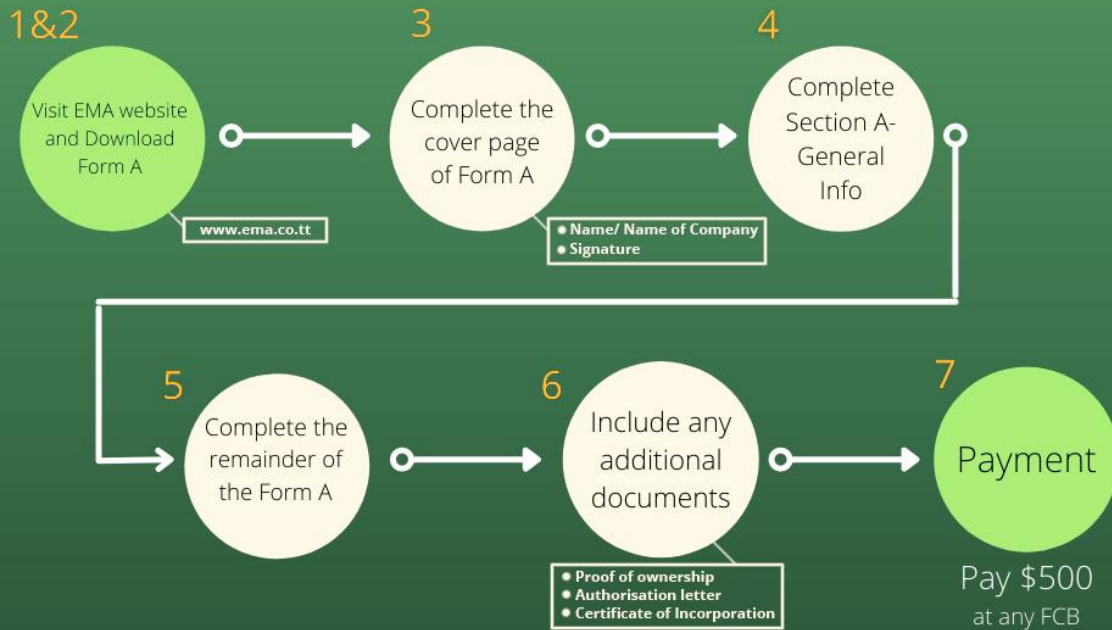 1&2
Visit EMA website
and Download
Form A
www.ema.co.tt
3
Complete the
cover page
of Form A
Name/ Name of Company
Signature
4
Complete
Section A-
General
Info
5
Complete the
remainder of
the Form A
6
Include any
additional
documents
Proof of ownership
Authorisation letter
Certificate of Incorporation
7
Payment
Pay $500
at any FCB